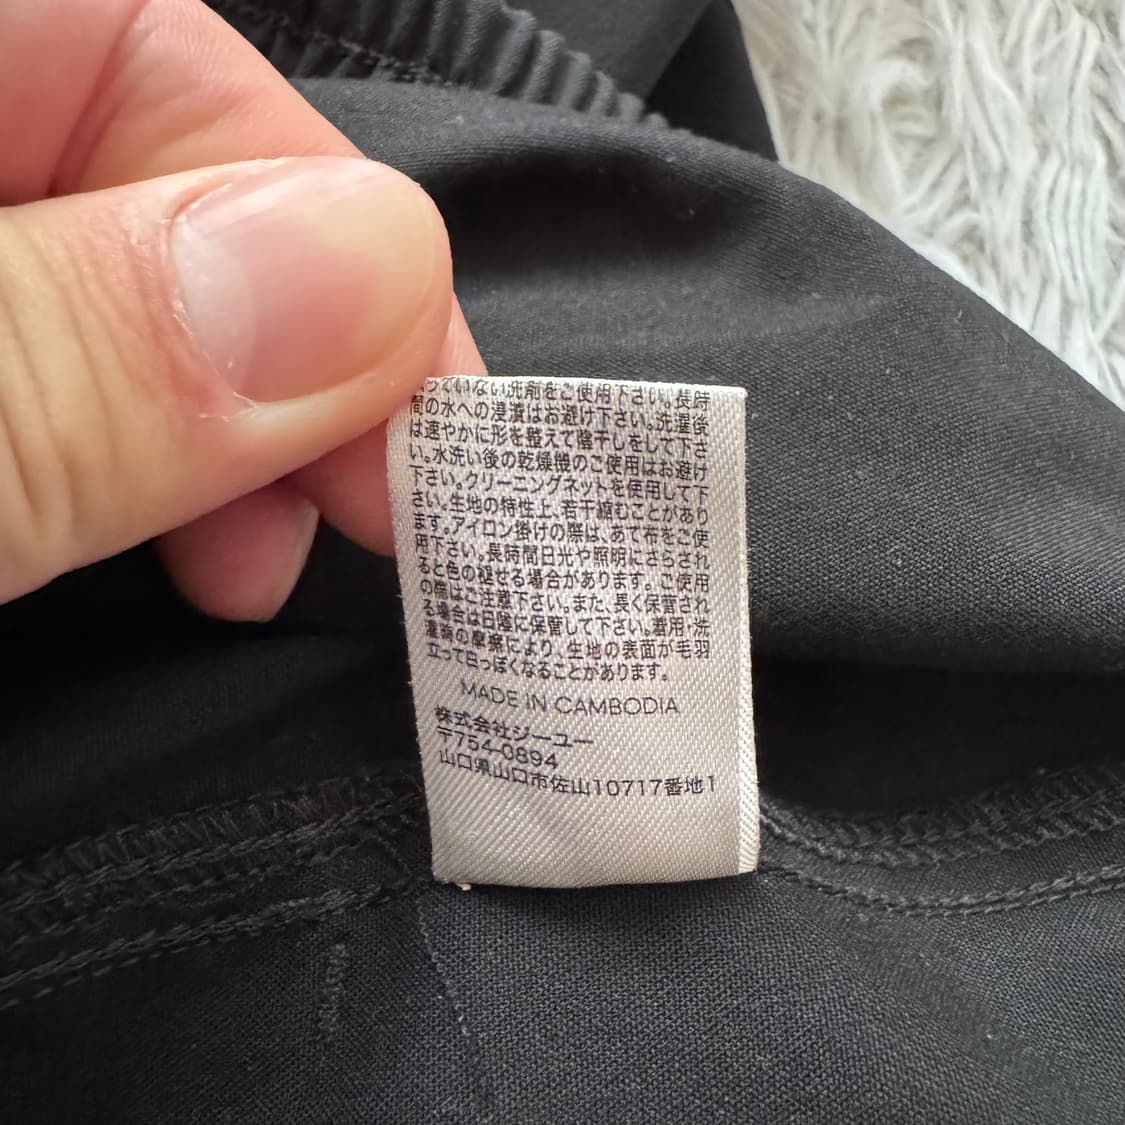 っていない洗剤をご使用下さい。長時
間の水への浸漬はお避け下さい。洗濯後
は速やかに形を整えて陰干しをして下さ
い。水洗い後の乾燥機のご使用はお避け
下さい。クリーニングネットを使用して下
さい。生地の特性上、若干縮むことがあり
ます。アイロン掛けの際は、あて布をご使
用下さい。長時間日光や照明にさらされ
ると色の褪せる場合があります。ご使用
の際はご注意下さい。また、長く保管され
る場合は日陰に保管して下さい。着用・洗
濯時の摩擦により、生地の表面が毛羽
立って白っぽくなることがあります。
MADE IN CAMBODIA
株式会社ジーユー
〒754-0894
山口県山口市佐山10717番地1